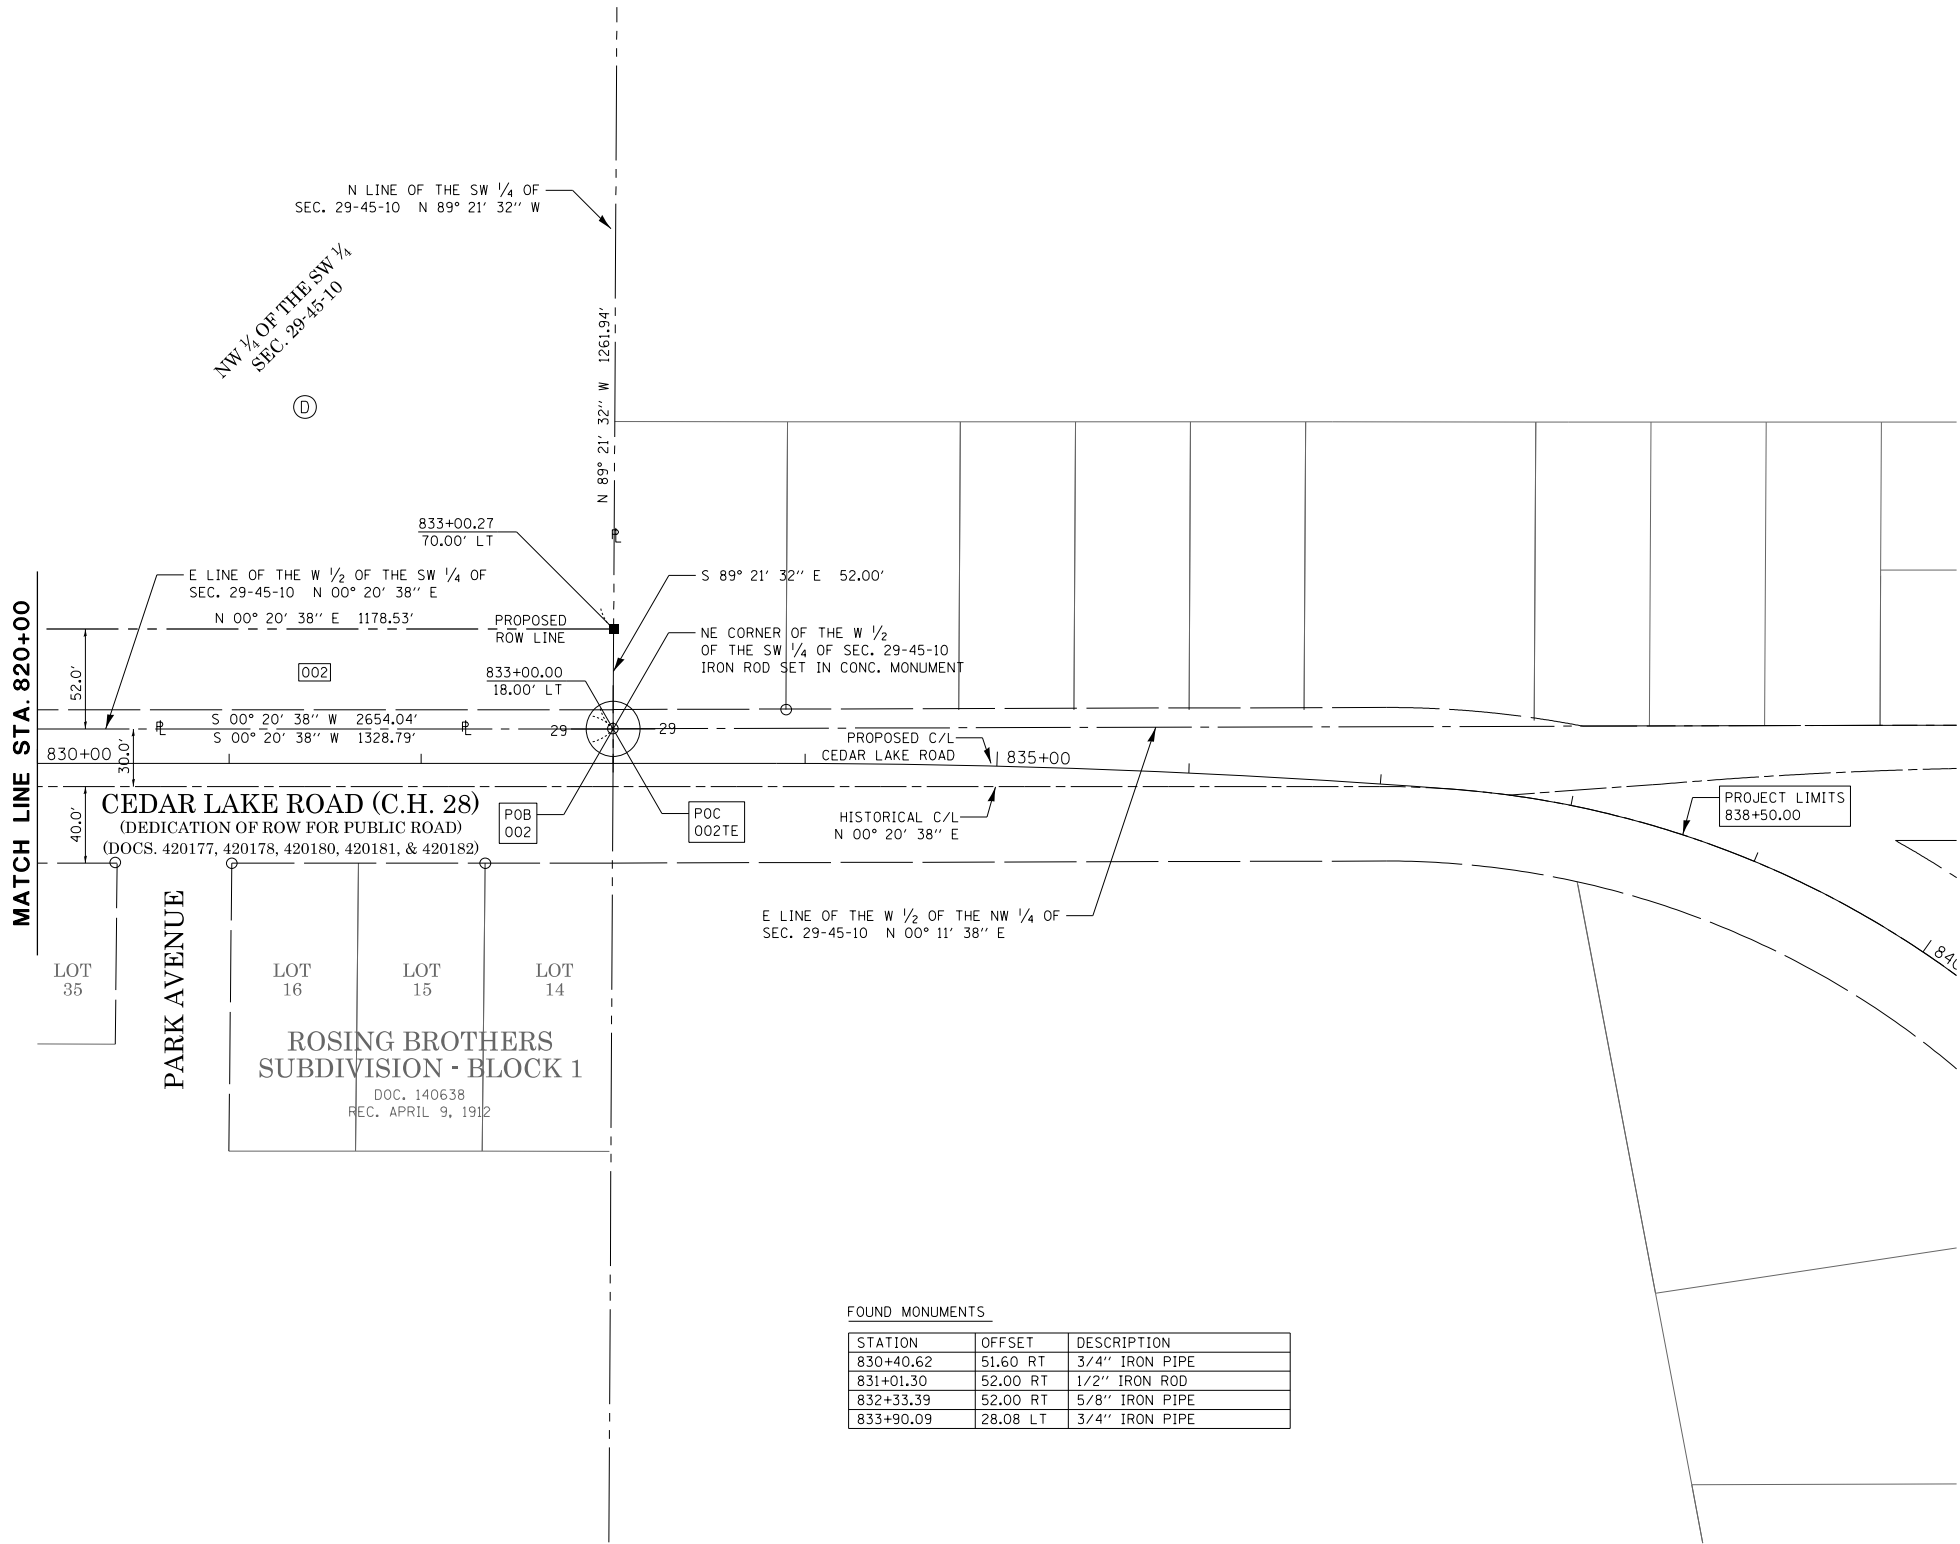 N LINE OF THE SW 1/4 OF
SEC. 29-45-10 N 89° 21' 32'' W
NW 1/4 OF THE SW 1/4
SEC. 29-45-10
D
N 89° 21' 32'' W 1261.94'
833+00.27
70.00' LT
PL
E LINE OF THE W 1/2 OF THE SW 1/4 OF
SEC. 29-45-10 N 00° 20' 38'' E
S 89° 21' 32'' E 52.00'
N 00° 20' 38'' E 1178.53'
PROPOSED
ROW LINE
NE CORNER OF THE W 1/2
OF THE SW 1/4 OF SEC. 29-45-10
IRON ROD SET IN CONC. MONUMENT
MATCH LINE STA. 820+00
52.0'
002
833+00.00
18.00' LT
PL
S 00° 20' 38'' W 2654.04'
S 00° 20' 38'' W 1328.79'
PL
29
29
830+00
30.0'
PROPOSED C/L
CEDAR LAKE ROAD
835+00
40.0'
CEDAR LAKE ROAD (C.H. 28)
(DEDICATION OF ROW FOR PUBLIC ROAD)
(DOCS. 420177, 420178, 420180, 420181, & 420182)
POB
002
POC
002TE
HISTORICAL C/L
N 00° 20' 38'' E
PROJECT LIMITS
838+50.00
E LINE OF THE W 1/2 OF THE NW 1/4 OF
SEC. 29-45-10 N 00° 11' 38'' E
840
PARK AVENUE
LOT
35
LOT
16
LOT
15
LOT
14
ROSING BROTHERS
SUBDIVISION - BLOCK 1
DOC. 140638
REC. APRIL 9, 1912
FOUND MONUMENTS
STATION OFFSET DESCRIPTION
830+40.62 51.60 RT 3/4'' IRON PIPE
831+01.30 52.00 RT 1/2'' IRON ROD
832+33.39 52.00 RT 5/8'' IRON PIPE
833+90.09 28.08 LT 3/4'' IRON PIPE